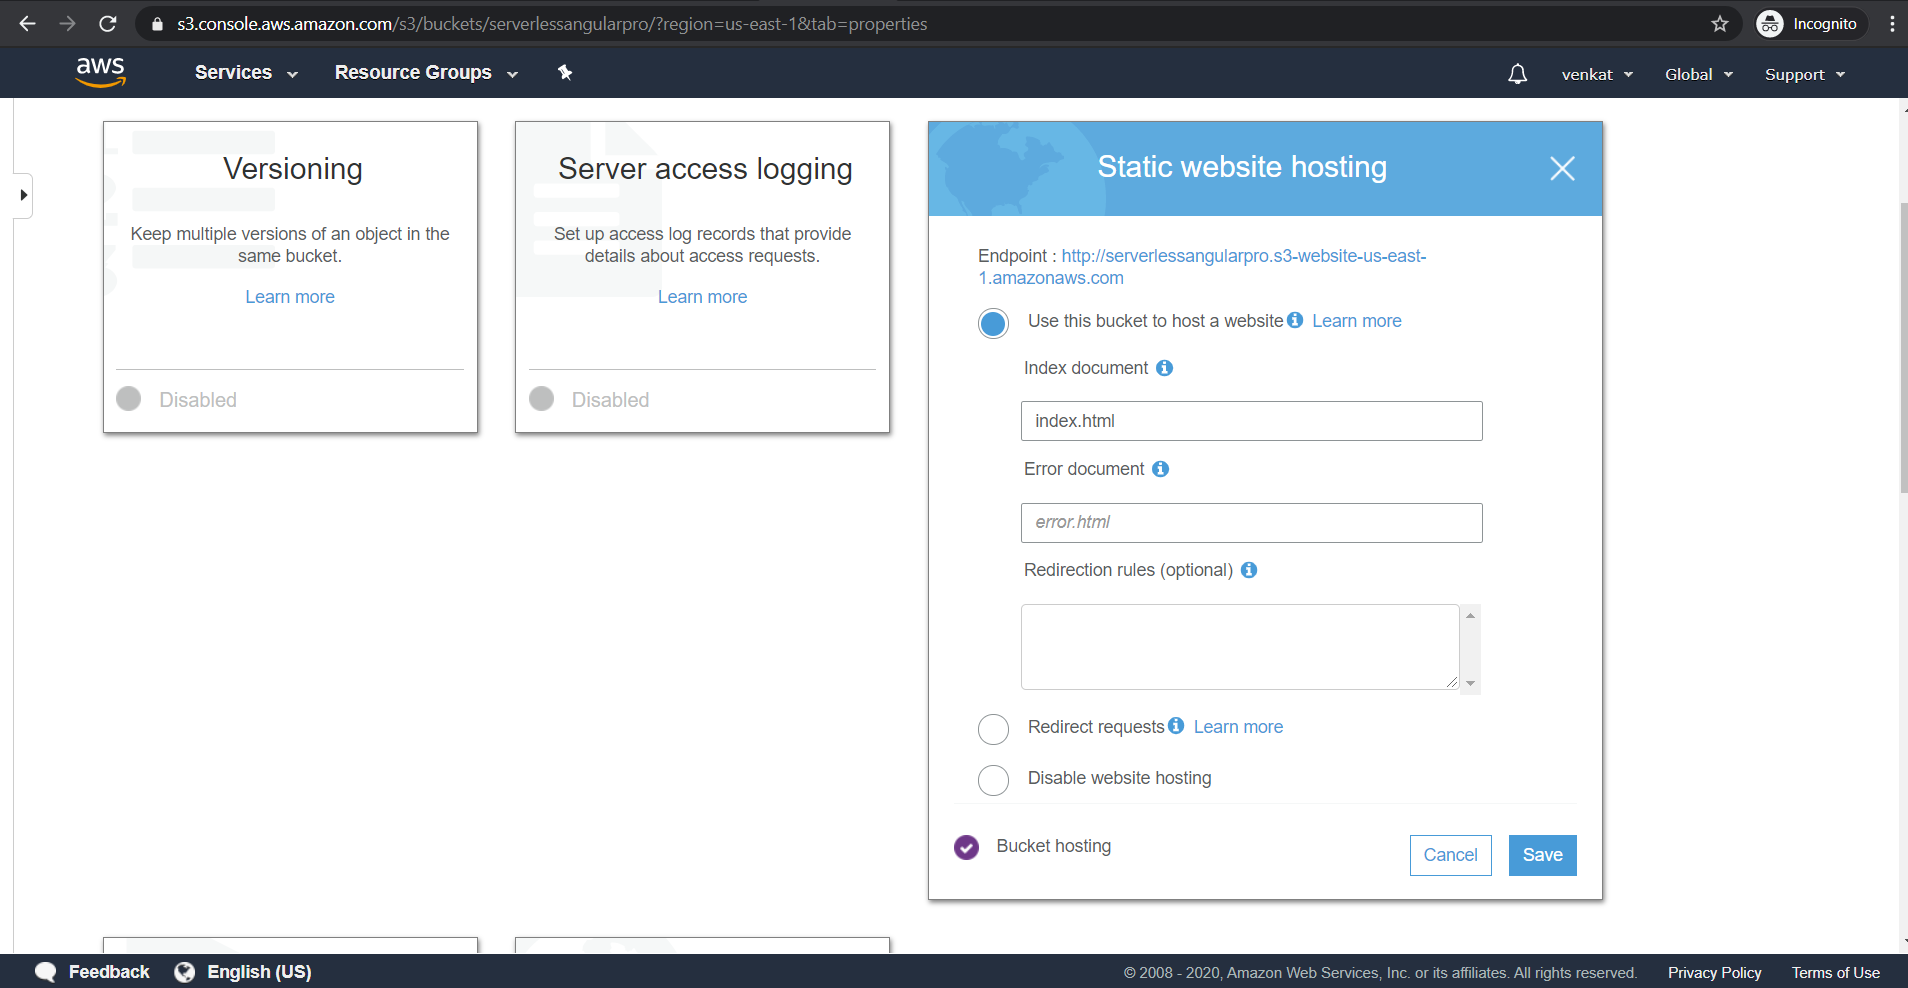 s3.console.aws.amazon.com/s3/buckets/serverlessangularpro/?region=us-east-1&tab=properties
Incognito
aws
Services
Resource Groups
venkat
Global
Support
Versioning
Keep multiple versions of an object in the
same bucket.
Learn more
Disabled
Server access logging
Set up access log records that provide
details about access requests.
Learn more
Disabled
Static website hosting
Endpoint : http://serverlessangularpro.s3-website-us-east-
1.amazonaws.com
Use this bucket to host a website Learn more
Index document
index.html
Error document
error.html
Redirection rules (optional)
Redirect requests Learn more
Disable website hosting
Bucket hosting
Cancel
Save
Feedback
English (US)
© 2008 - 2020, Amazon Web Services, Inc. or its affiliates. All rights reserved.
Privacy Policy
Terms of Use